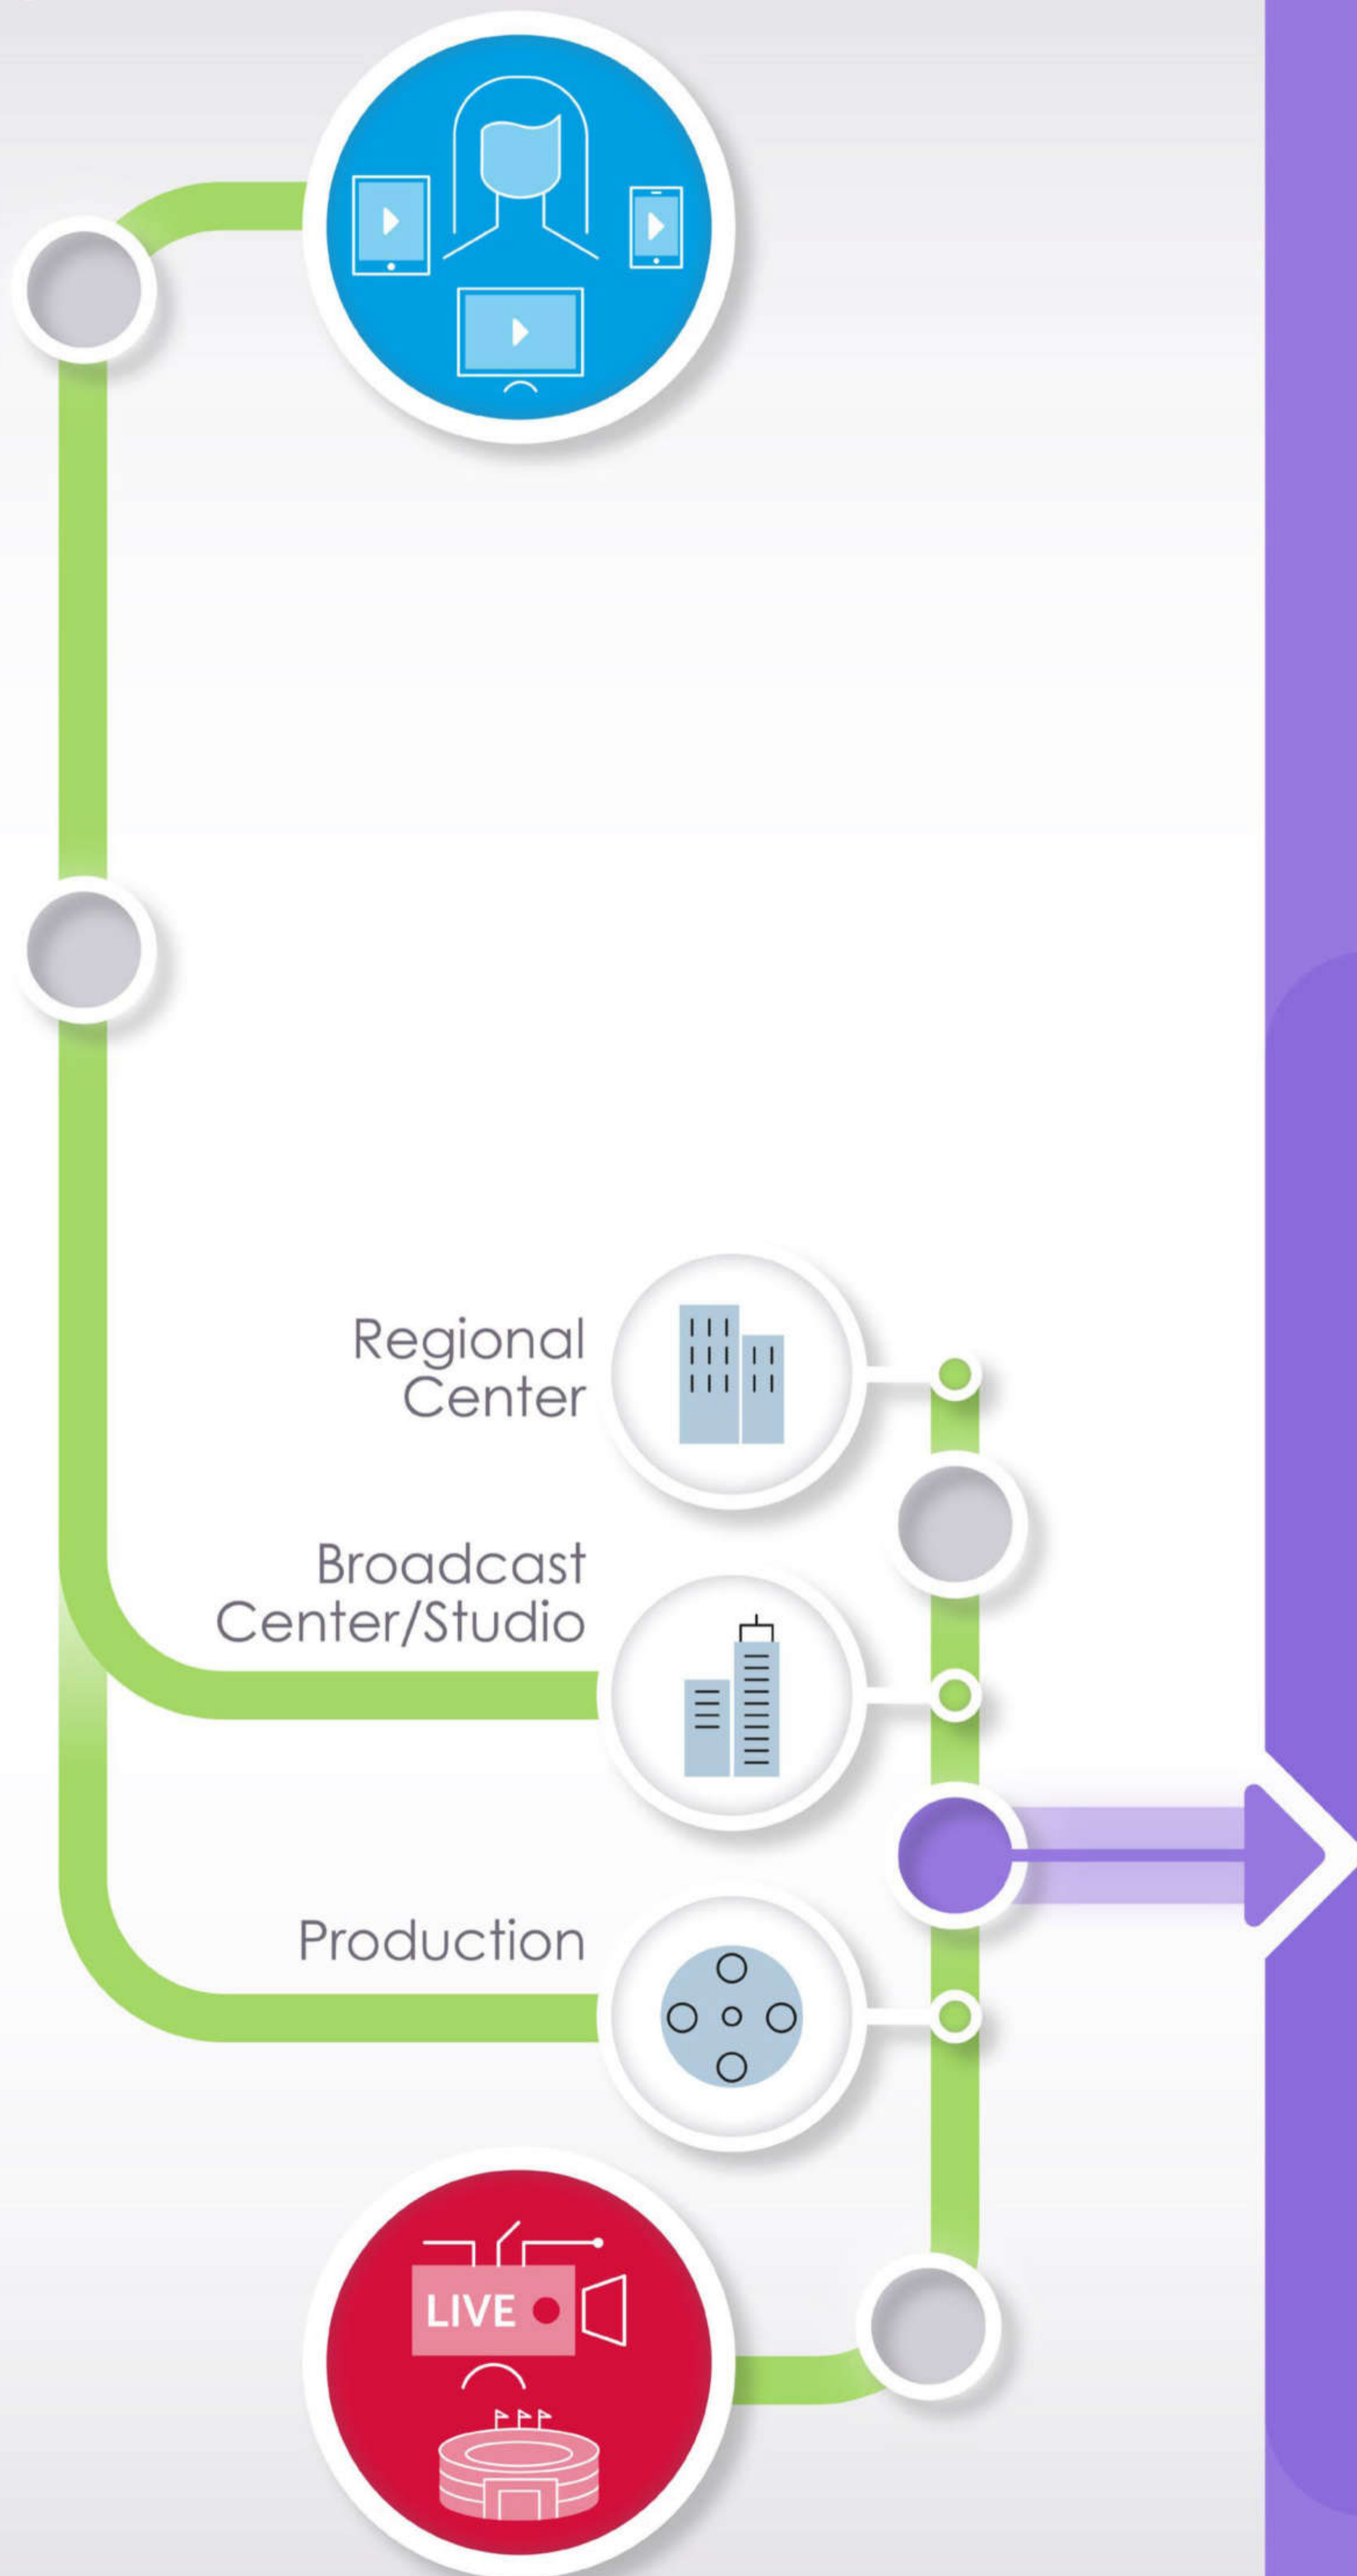 Regional
Center
Broadcast
Center/Studio
Production
LIVE